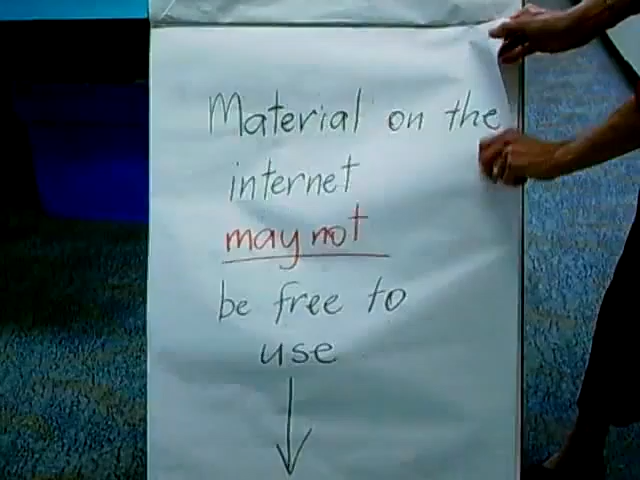 Material on the
internet
may not
be free to
use